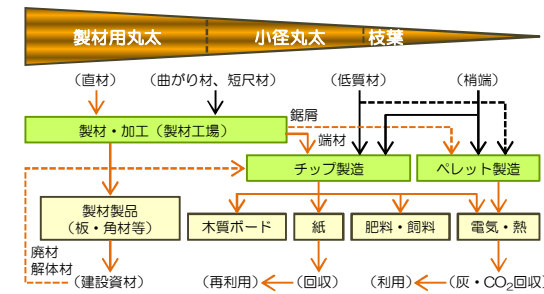 製材用丸太 小径丸太 枝葉
（直材） （曲がり材、短尺材） （低質材） （梢端）
鋸屑
製材・加工（製材工場）
端材
チップ製造 ペレット製造
製材製品
（板・角材等）
木質ボード 紙 肥料・飼料 電気・熱
廃材
解体材
（建設資材） （再利用） （回収） （利用） （灰・CO₂回収）